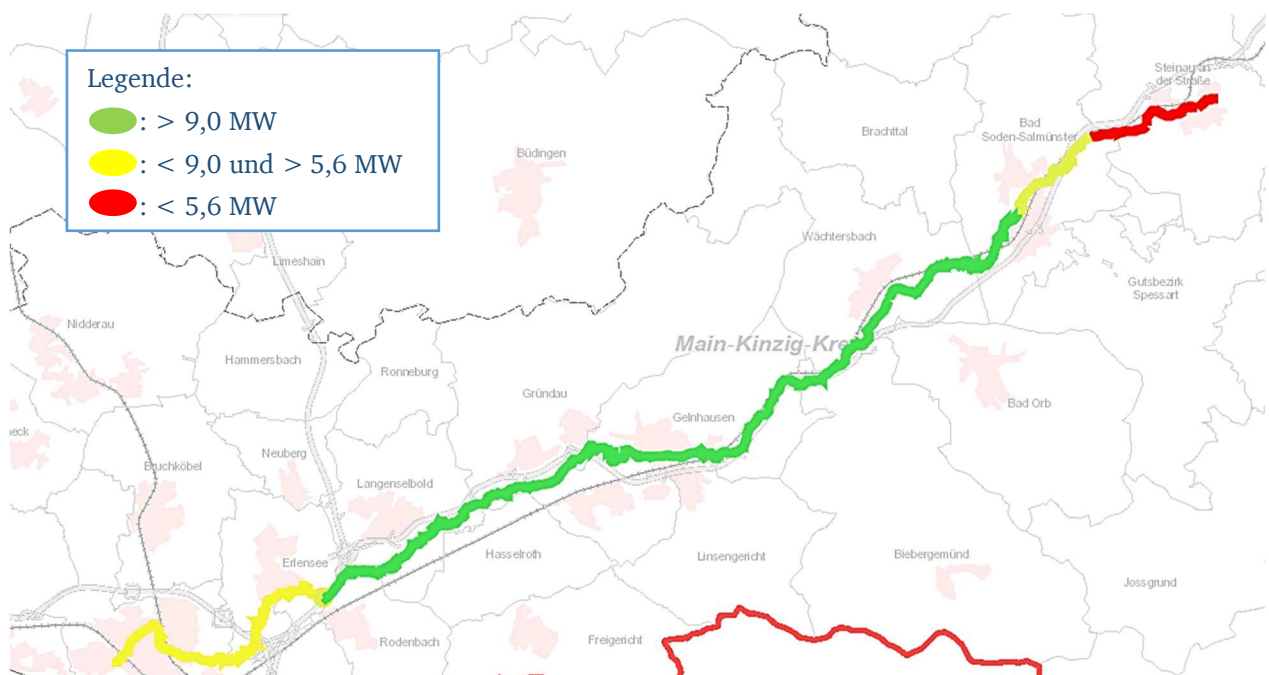 Legende:
: > 9,0 MW
: < 9,0 und > 5,6 MW
: < 5,6 MW
Steinau an
der Straße
Bad
Soden-Salmünster
Brachttal
Büdingen
Wächtersbach
Limeshain
Gutsbezirk
Spessart
Nidderau
Main-Kinzig-Kre
Hammersbach
Ronneburg
Gründau
Bad Orb
Gelnhausen
eck
Bruchköbel
Neuberg
Langenselbold
Hasselroth
Linsengericht
Biebergemünd
Erlensee
Jossgrund
Rodenbach
Freigericht